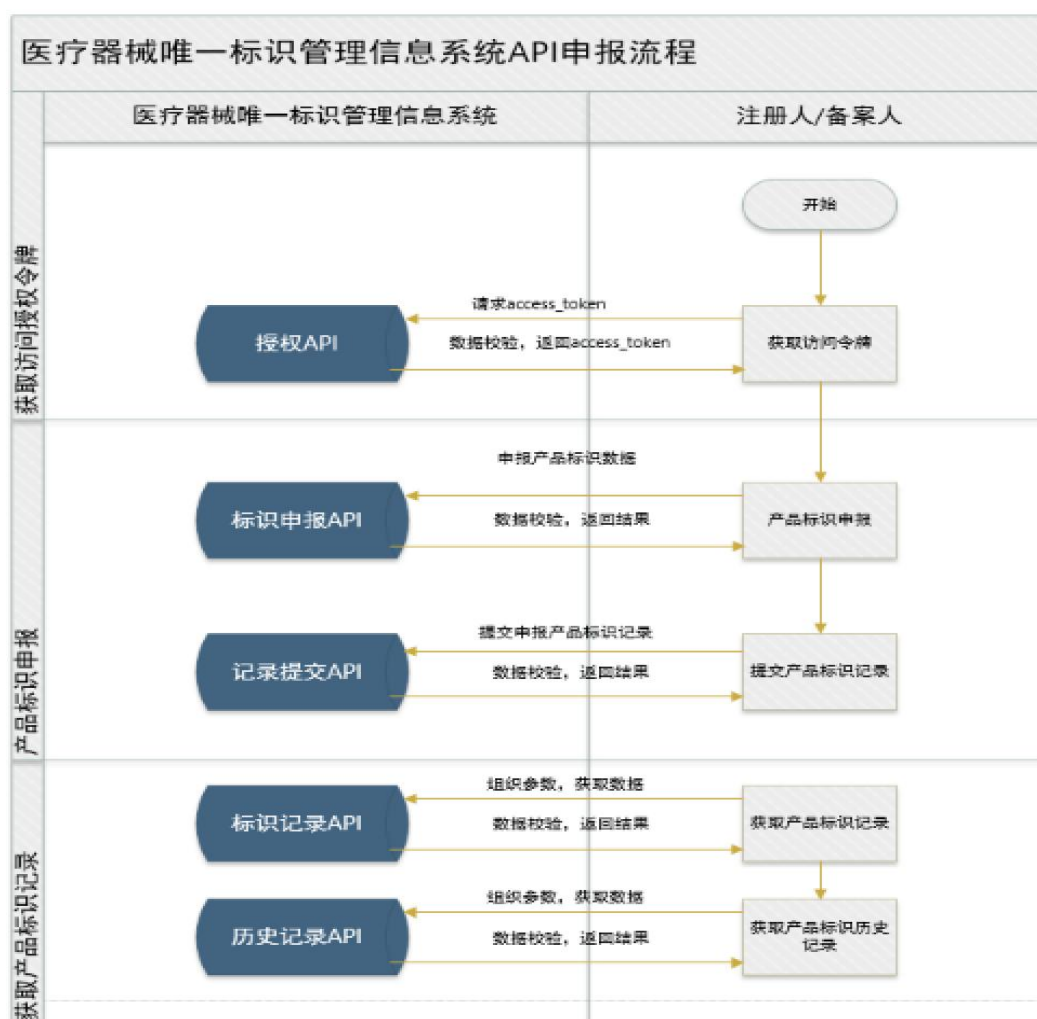 医疗器械唯一标识管理信息系统API申报流程
医疗器械唯一标识管理信息系统
注册人/备案人
获取访问授权令牌
开始
请求access_token
授权API
数据校验，返回access_token
获取访问令牌
产品标识申报
申报产品标识数据
标识申报API
数据校验，返回结果
产品标识申报
提交申报产品标识记录
记录提交API
数据校验，返回结果
提交产品标识记录
获取产品标识记录
组织参数，获取数据
标识记录API
数据校验，返回结果
获取产品标识记录
组织参数，获取数据
历史记录API
数据校验，返回结果
获取产品标识历史
记录